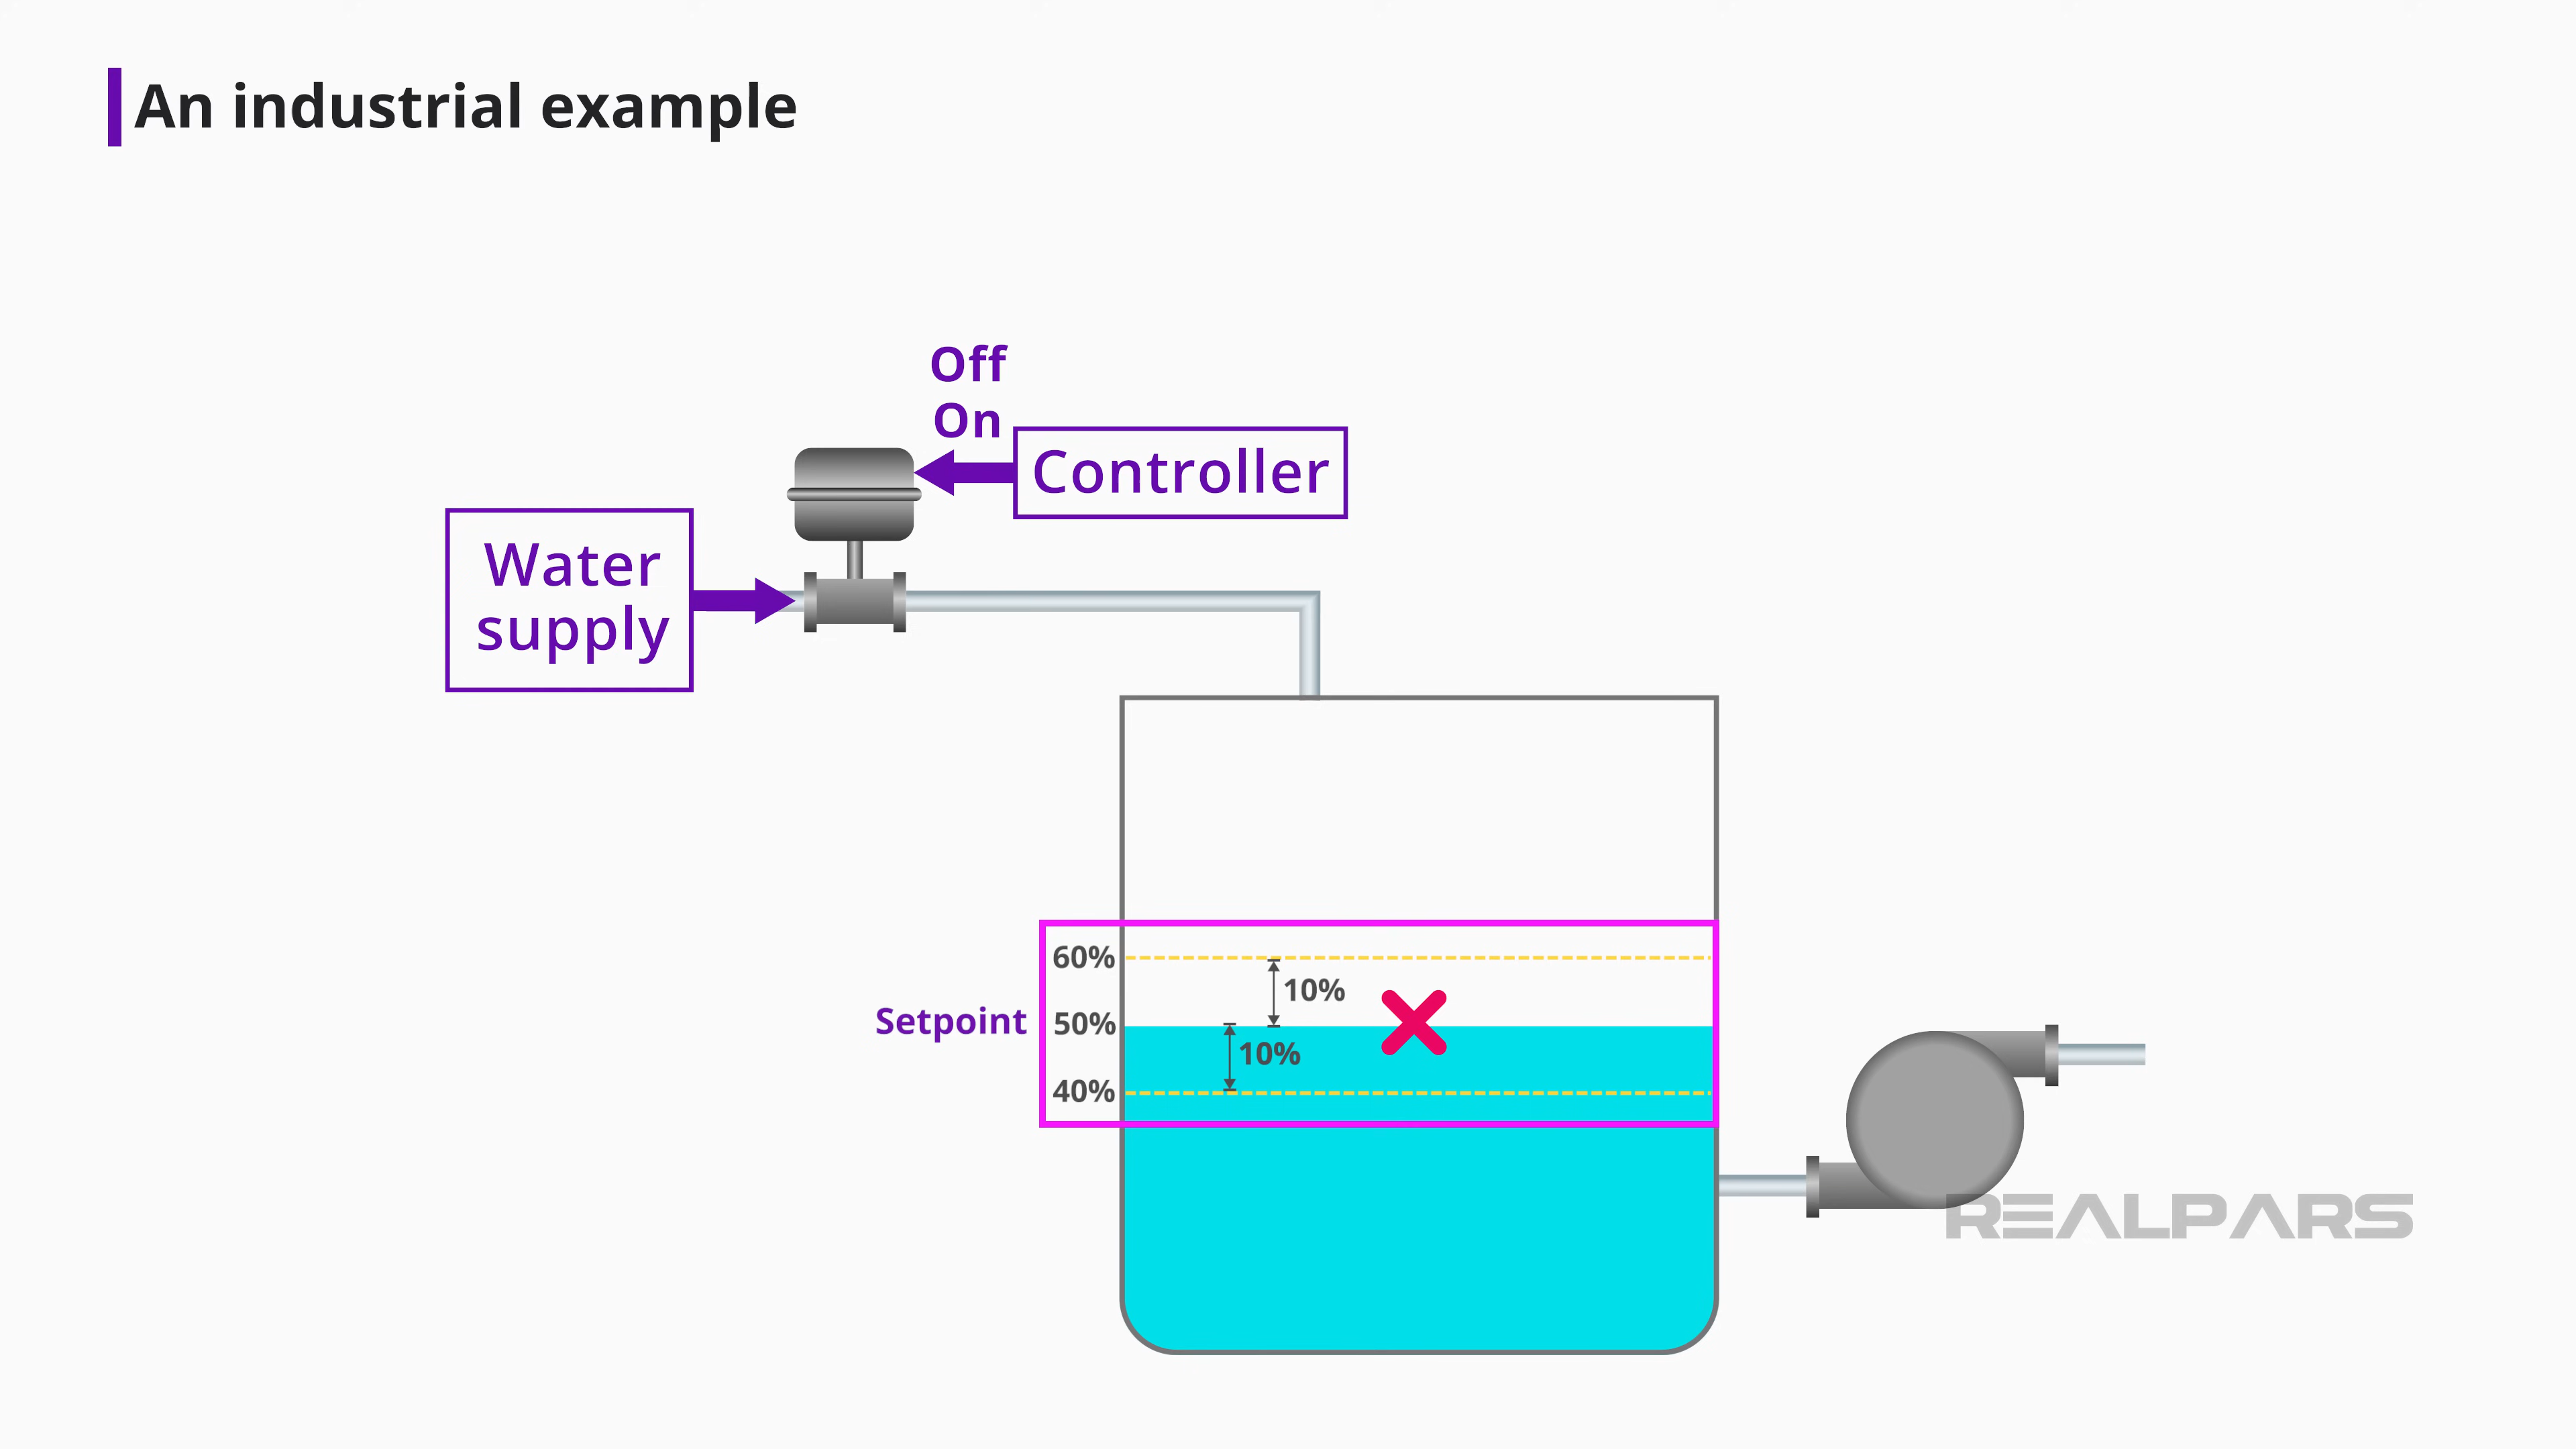 An industrial example
Off
On
Controller
Water
supply
60%
10%
Setpoint
50%
10%
40%
REALPARS